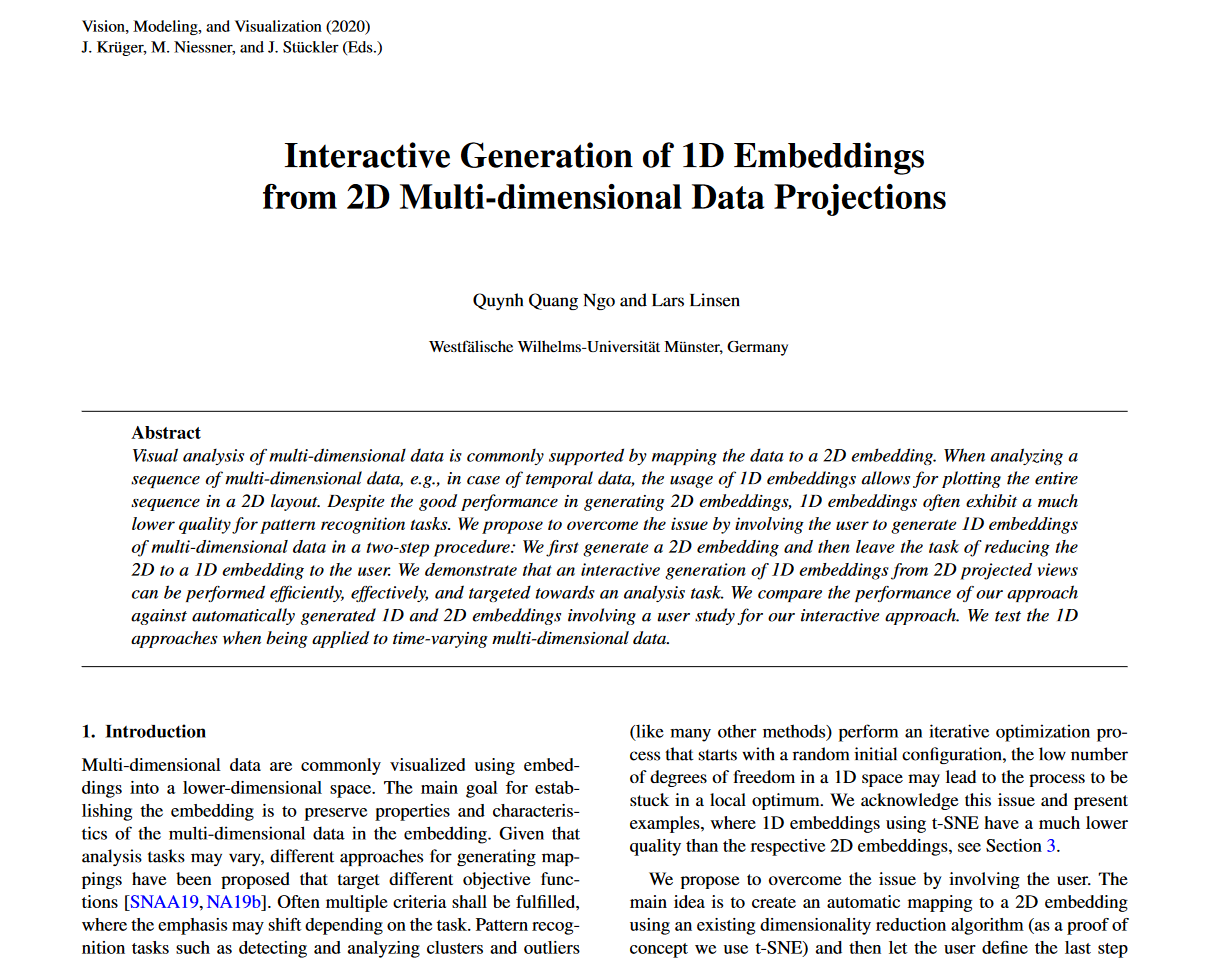 Vision, Modeling, and Visualization (2020)
J. Krüger, M. Niessner, and J. Stückler (Eds.)
Interactive Generation of 1D Embeddings
from 2D Multi-dimensional Data Projections
Quynh Quang Ngo and Lars Linsen
Westfälische Wilhelms-Universität Münster, Germany
Abstract
Visual analysis of multi-dimensional data is commonly supported by mapping the data to a 2D embedding. When analyzing a
sequence of multi-dimensional data, e.g., in case of temporal data, the usage of 1D embeddings allows for plotting the entire
sequence in a 2D layout. Despite the good performance in generating 2D embeddings, 1D embeddings often exhibit a much
lower quality for pattern recognition tasks. We propose to overcome the issue by involving the user to generate 1D embeddings
of multi-dimensional data in a two-step procedure: We first generate a 2D embedding and then leave the task of reducing the
2D to a 1D embedding to the user. We demonstrate that an interactive generation of 1D embeddings from 2D projected views
can be performed efficiently, effectively, and targeted towards an analysis task. We compare the performance of our approach
against automatically generated 1D and 2D embeddings involving a user study for our interactive approach. We test the 1D
approaches when being applied to time-varying multi-dimensional data.
1. Introduction
Multi-dimensional data are commonly visualized using embed-
dings into a lower-dimensional space. The main goal for estab-
lishing the embedding is to preserve properties and characteris-
tics of the multi-dimensional data in the embedding. Given that
analysis tasks may vary, different approaches for generating map-
pings have been proposed that target different objective func-
tions [SNAA19, NA19b]. Often multiple criteria shall be fulfilled,
where the emphasis may shift depending on the task. Pattern recog-
nition tasks such as detecting and analyzing clusters and outliers
(like many other methods) perform an iterative optimization pro-
cess that starts with a random initial configuration, the low number
of degrees of freedom in a 1D space may lead to the process to be
stuck in a local optimum. We acknowledge this issue and present
examples, where 1D embeddings using t-SNE have a much lower
quality than the respective 2D embeddings, see Section 3.
We propose to overcome the issue by involving the user. The
main idea is to create an automatic mapping to a 2D embedding
using an existing dimensionality reduction algorithm (as a proof of
concept we use t-SNE) and then let the user define the last step